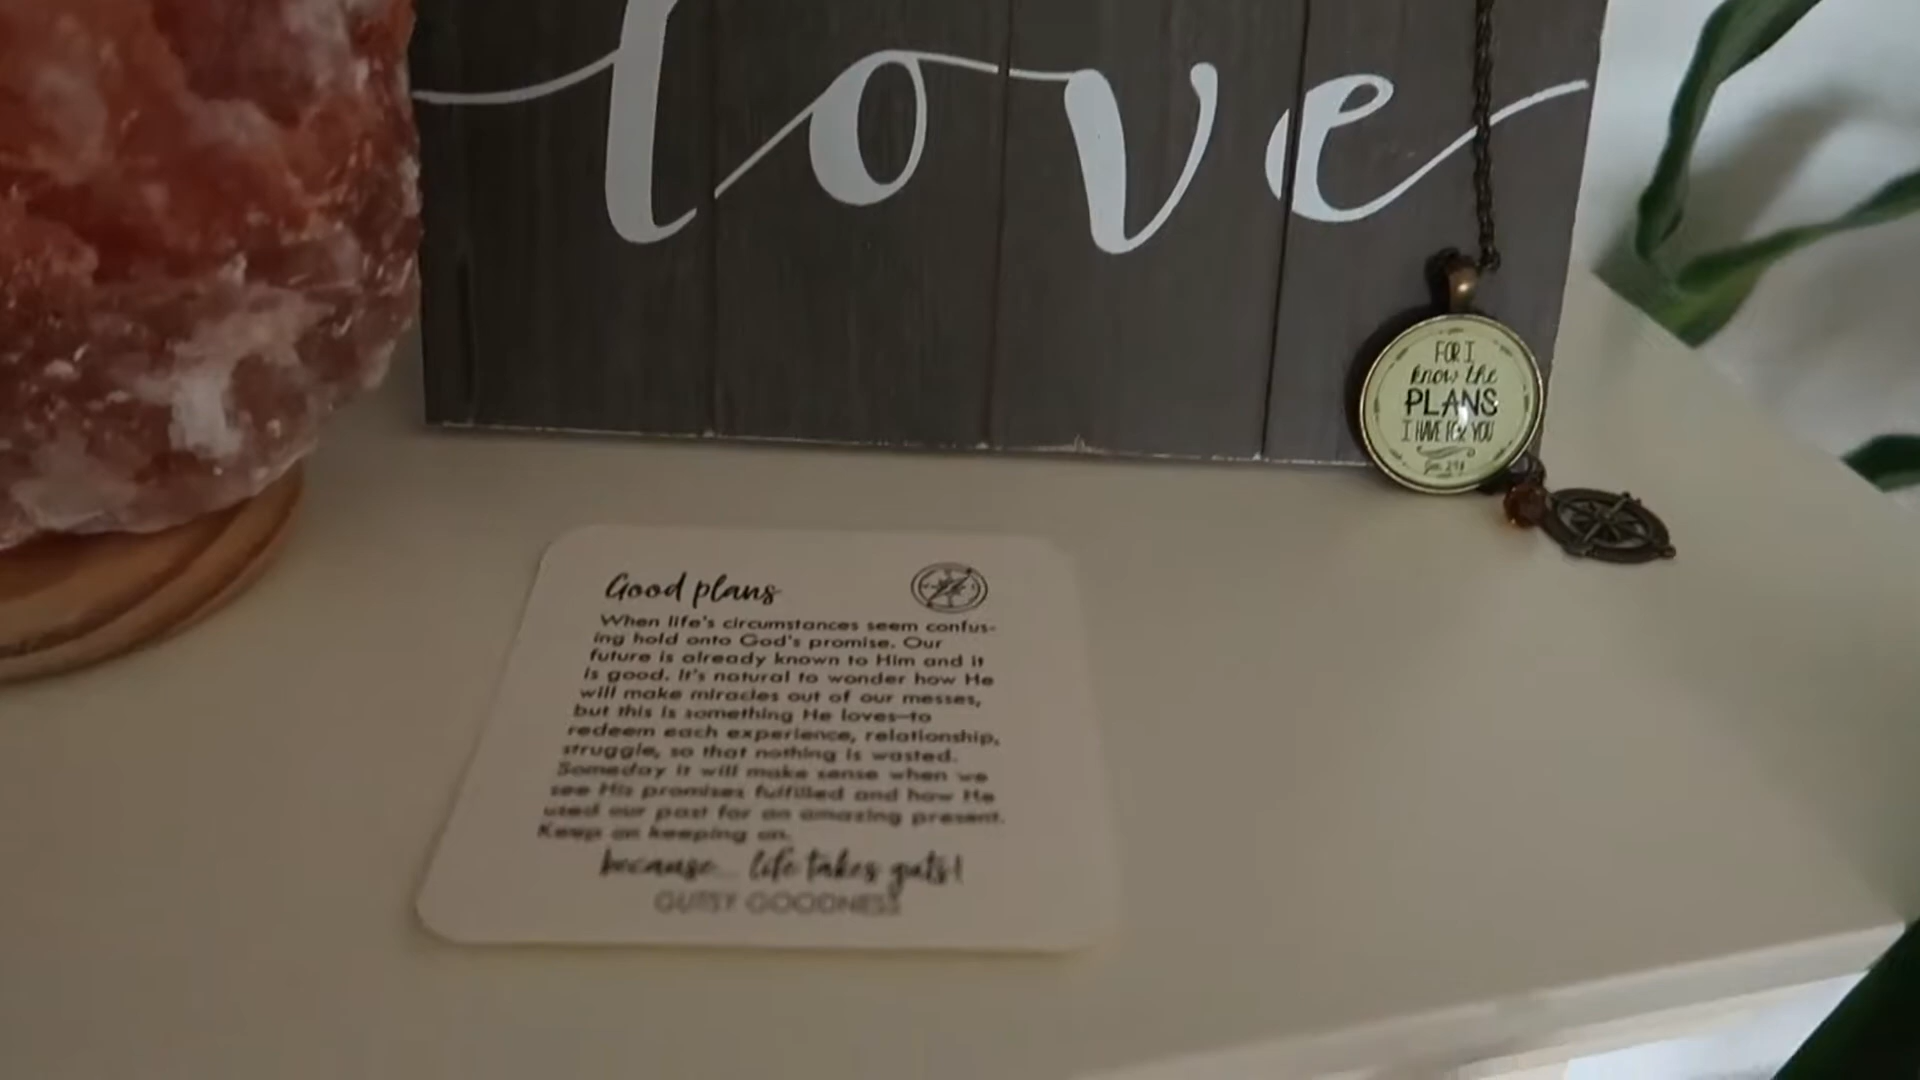 love
FOR I
know the
PLANS
I HAVE FOR YOU
Good plans
When life's circumstances seem confus-
ing hold onto God's promise. Our
future is already known to Him and it
is good. It's natural to wonder how He
will make miracles out of our messes,
but this is something He loves—to
redeem each experience, relationship,
struggle, so that nothing is wasted.
Someday it will make sense when we
see His promises fulfilled and how He
used our past for an amazing present.
Keep on keeping on.
because... life takes guts!
GUTSY GOODNESS